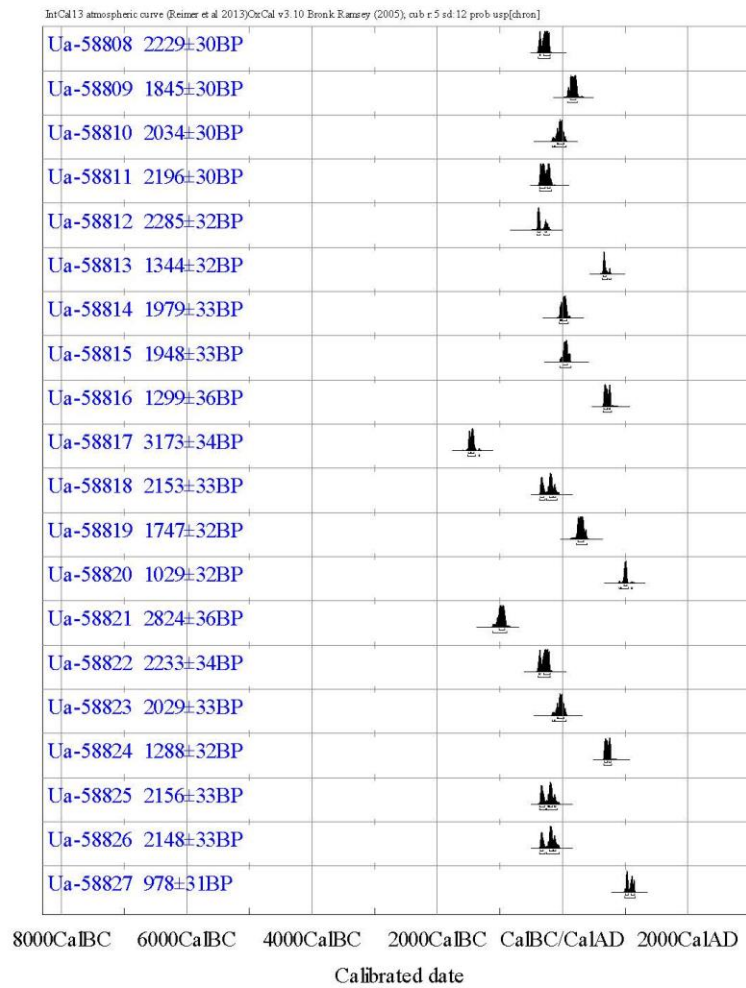 IntCal13 atmospheric curve (Reimer et al 2013)OxCal v3.10 Bronk Ramsey (2005); cub r:5 sd:12 prob usp[chron]
Ua-58808 2229±30BP
Ua-58809 1845±30BP
Ua-58810 2034±30BP
Ua-58811 2196±30BP
Ua-58812 2285±32BP
Ua-58813 1344±32BP
Ua-58814 1979±33BP
Ua-58815 1948±33BP
Ua-58816 1299±36BP
Ua-58817 3173±34BP
Ua-58818 2153±33BP
Ua-58819 1747±32BP
Ua-58820 1029±32BP
Ua-58821 2824±36BP
Ua-58822 2233±34BP
Ua-58823 2029±33BP
Ua-58824 1288±32BP
Ua-58825 2156±33BP
Ua-58826 2148±33BP
Ua-58827 978±31BP
8000CalBC 6000CalBC 4000CalBC 2000CalBC CalBC/CalAD 2000CalAD
Calibrated date